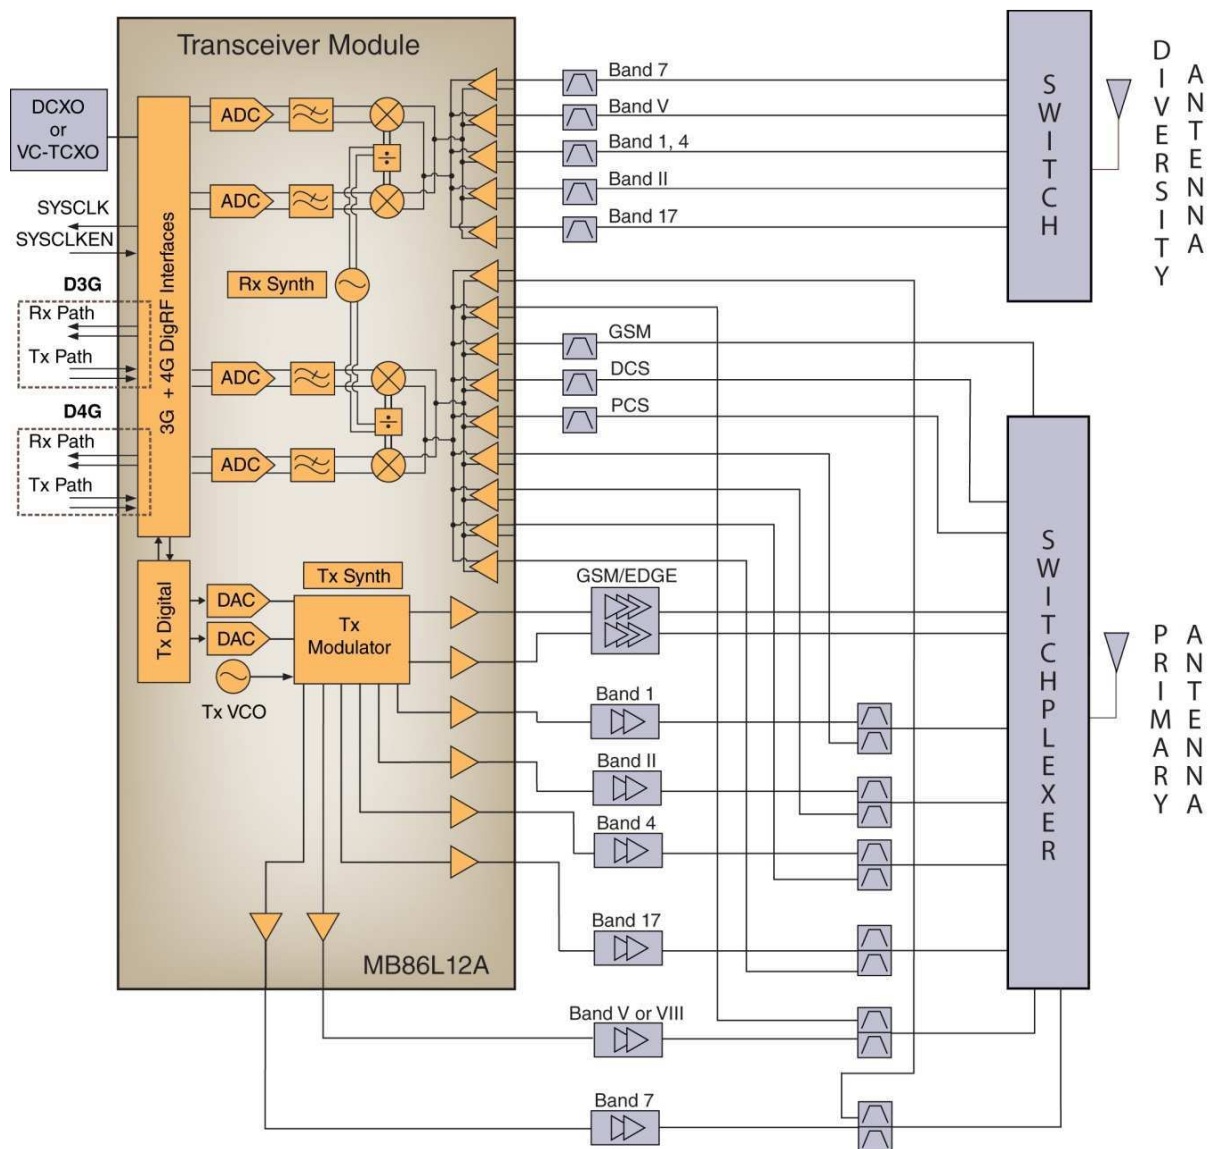 Transceiver Module
DCXO
or
VC-TCXO
SYSCLK
SYSCLKEN
D3G
Rx Path
Tx Path
D4G
Rx Path
Tx Path
3G + 4G DigRF Interfaces
ADC
ADC
÷
Rx Synth
ADC
÷
ADC
Tx Digital
DAC
DAC
Tx Synth
Tx
Modulator
Tx VCO
MB86L12A
Band 7
Band V
Band 1, 4
Band II
Band 17
GSM
DCS
PCS
GSM/EDGE
Band 1
Band II
Band 4
Band 17
Band V or VIII
Band 7
SWITCH
DIVERSITY
ANTENNA
SWITCHPLEXER
PRIMARY
ANTENNA